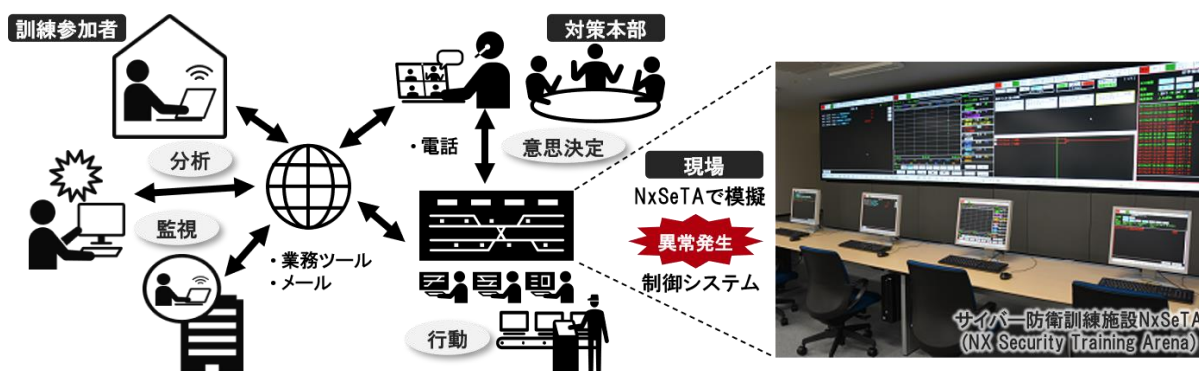 訓練参加者
対策本部
分析
・電話
意思決定
監視
・業務ツール
・メール
行動
現場
NxSeTAで模擬
異常発生
制御システム
サイバー防衛訓練施設NxSeTA
(NX Security Training Arena)